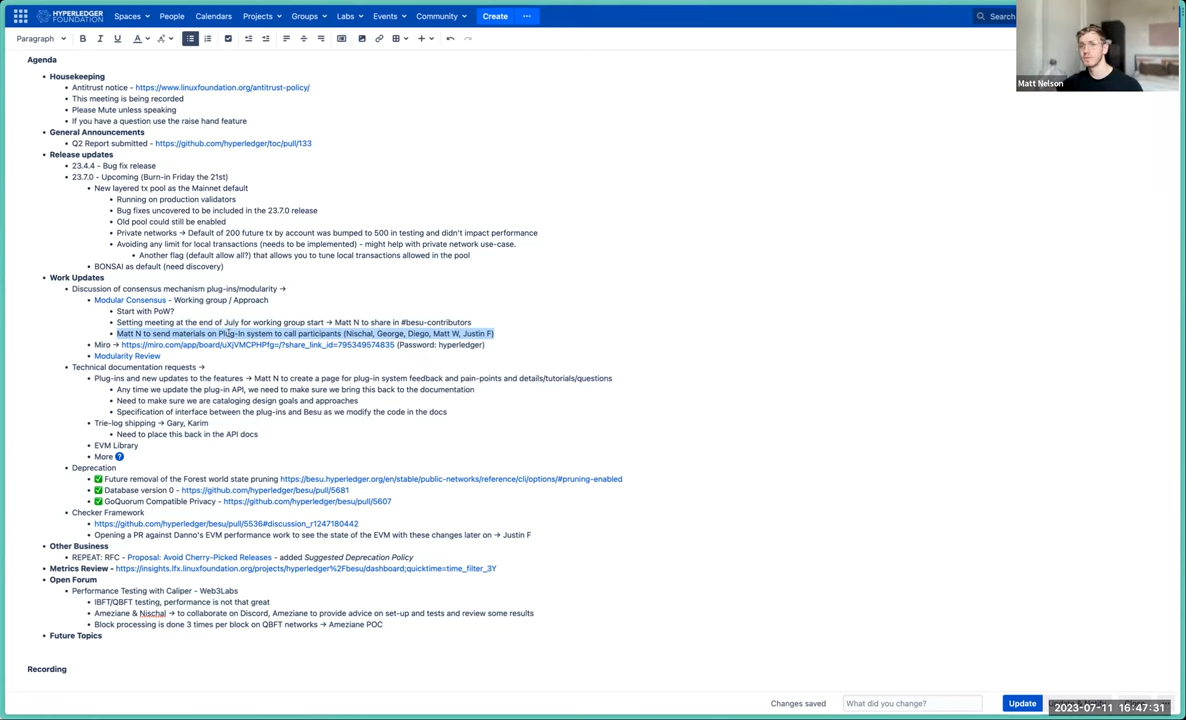 HYPERLEDGER FOUNDATION Spaces People Calendars Projects Groups Labs Events Community Create ••• Search
Paragraph B I U A
Matt Nelson
Agenda
• Housekeeping
• Antitrust notice - https://www.linuxfoundation.org/antitrust-policy/
• This meeting is being recorded
• Please Mute unless speaking
• If you have a question use the raise hand feature
• General Announcements
• Q2 Report submitted - https://github.com/hyperledger/toc/pull/133
• Release updates
• 23.4.4 - Bug fix release
• 23.7.0 - Upcoming (Burn-in Friday the 21st)
• New layered tx pool as the Mainnet default
• Running on production validators
• Bug fixes uncovered to be included in the 23.7.0 release
• Old pool could still be enabled
• Private networks → Default of 200 future tx by account was bumped to 500 in testing and didn't impact performance
• Avoiding any limit for local transactions (needs to be implemented) - might help with private network use-case.
• Another flag (default allow all?) that allows you to tune local transactions allowed in the pool
• BONSAI as default (need discovery)
• Work Updates
• Discussion of consensus mechanism plug-ins/modularity →
• Modular Consensus - Working group / Approach
• Start with PoW?
• Setting meeting at the end of July for working group start → Matt N to share in #besu-contributors
• Matt N to send materials on Plug-In system to call participants (Nischal, George, Diego, Matt W, Justin F)
• Miro → https://miro.com/app/board/uXjVMCPHPfg=/?share_link_id=795349574835 (Password: hyperledger)
• Modularity Review
• Technical documentation requests →
• Plug-ins and new updates to the features → Matt N to create a page for plug-in system feedback and pain-points and details/tutorials/questions
• Any time we update the plug-in API, we need to make sure we bring this back to the documentation
• Need to make sure we are cataloging design goals and approaches
• Specification of interface between the plug-ins and Besu as we modify the code in the docs
• Trie-log shipping → Gary, Karim
• Need to place this back in the API docs
• EVM Library
• More ?
• Deprecation
• ✅ Future removal of the Forest world state pruning https://besu.hyperledger.org/en/stable/public-networks/reference/cli/options/#pruning-enabled
• ✅ Database version 0 - https://github.com/hyperledger/besu/pull/5681
• ✅ GoQuorum Compatible Privacy - https://github.com/hyperledger/besu/pull/5607
• Checker Framework
• https://github.com/hyperledger/besu/pull/5536#discussion_r1247180442
• Opening a PR against Danno's EVM performance work to see the state of the EVM with these changes later on → Justin F
• Other Business
• REPEAT: RFC - Proposal: Avoid Cherry-Picked Releases - added Suggested Deprecation Policy
• Metrics Review - https://insights.lfx.linuxfoundation.org/projects/hyperledger%2Fbesu/dashboard;quicktime=time_filter_3Y
• Open Forum
• Performance Testing with Caliper - Web3Labs
• IBFT/QBFT testing, performance is not that great
• Ameziane & Nischal → to collaborate on Discord, Ameziane to provide advice on set-up and tests and review some results
• Block processing is done 3 times per block on QBFT networks → Ameziane POC
• Future Topics
Recording
Changes saved What did you change? Update
2023-07-11 16:47:31